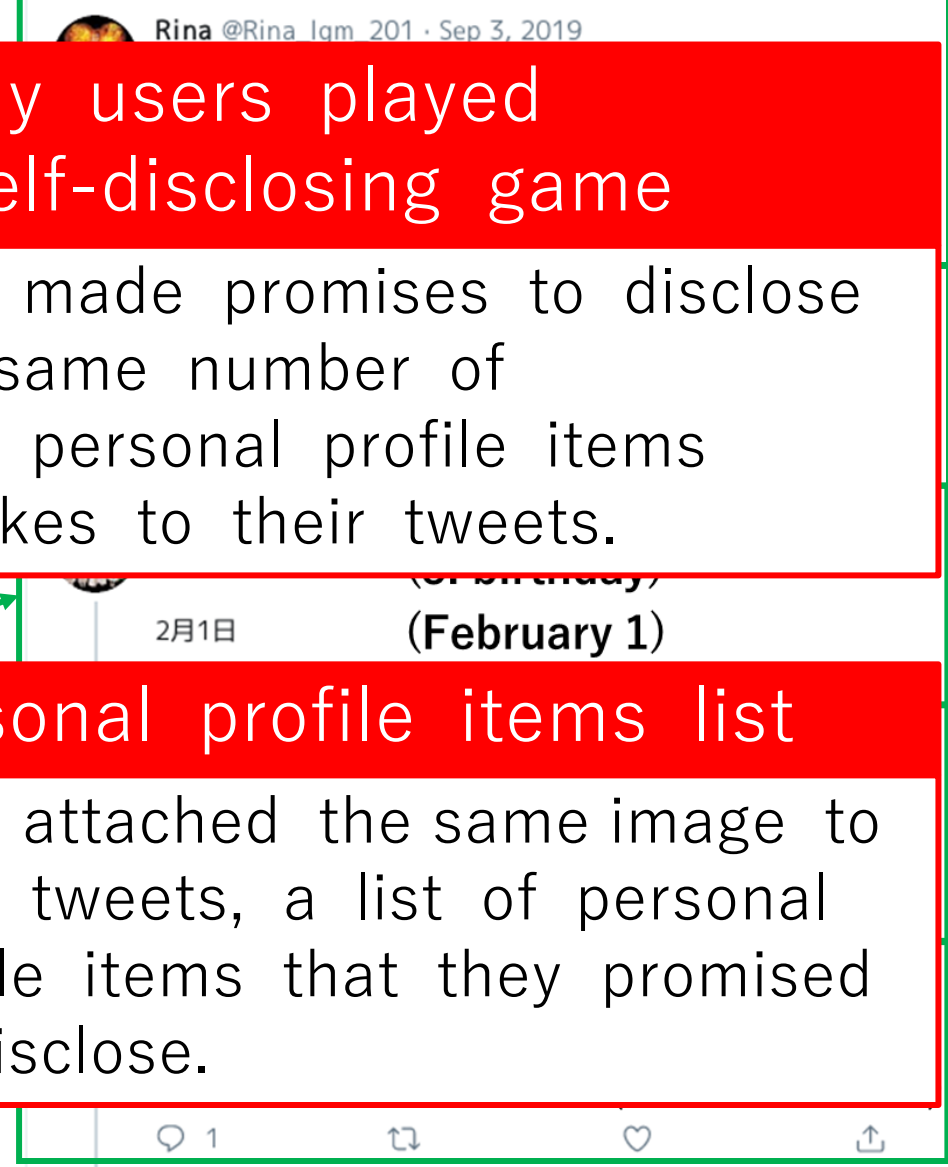 Rina @Rina_Igm_201 · Sep 3, 2019
y users played
elf-disclosing game
made promises to disclose
same number of
personal profile items
kes to their tweets.
2月1日 (February 1)
sonal profile items list
attached the same image to
tweets, a list of personal
le items that they promised
isclose.
1